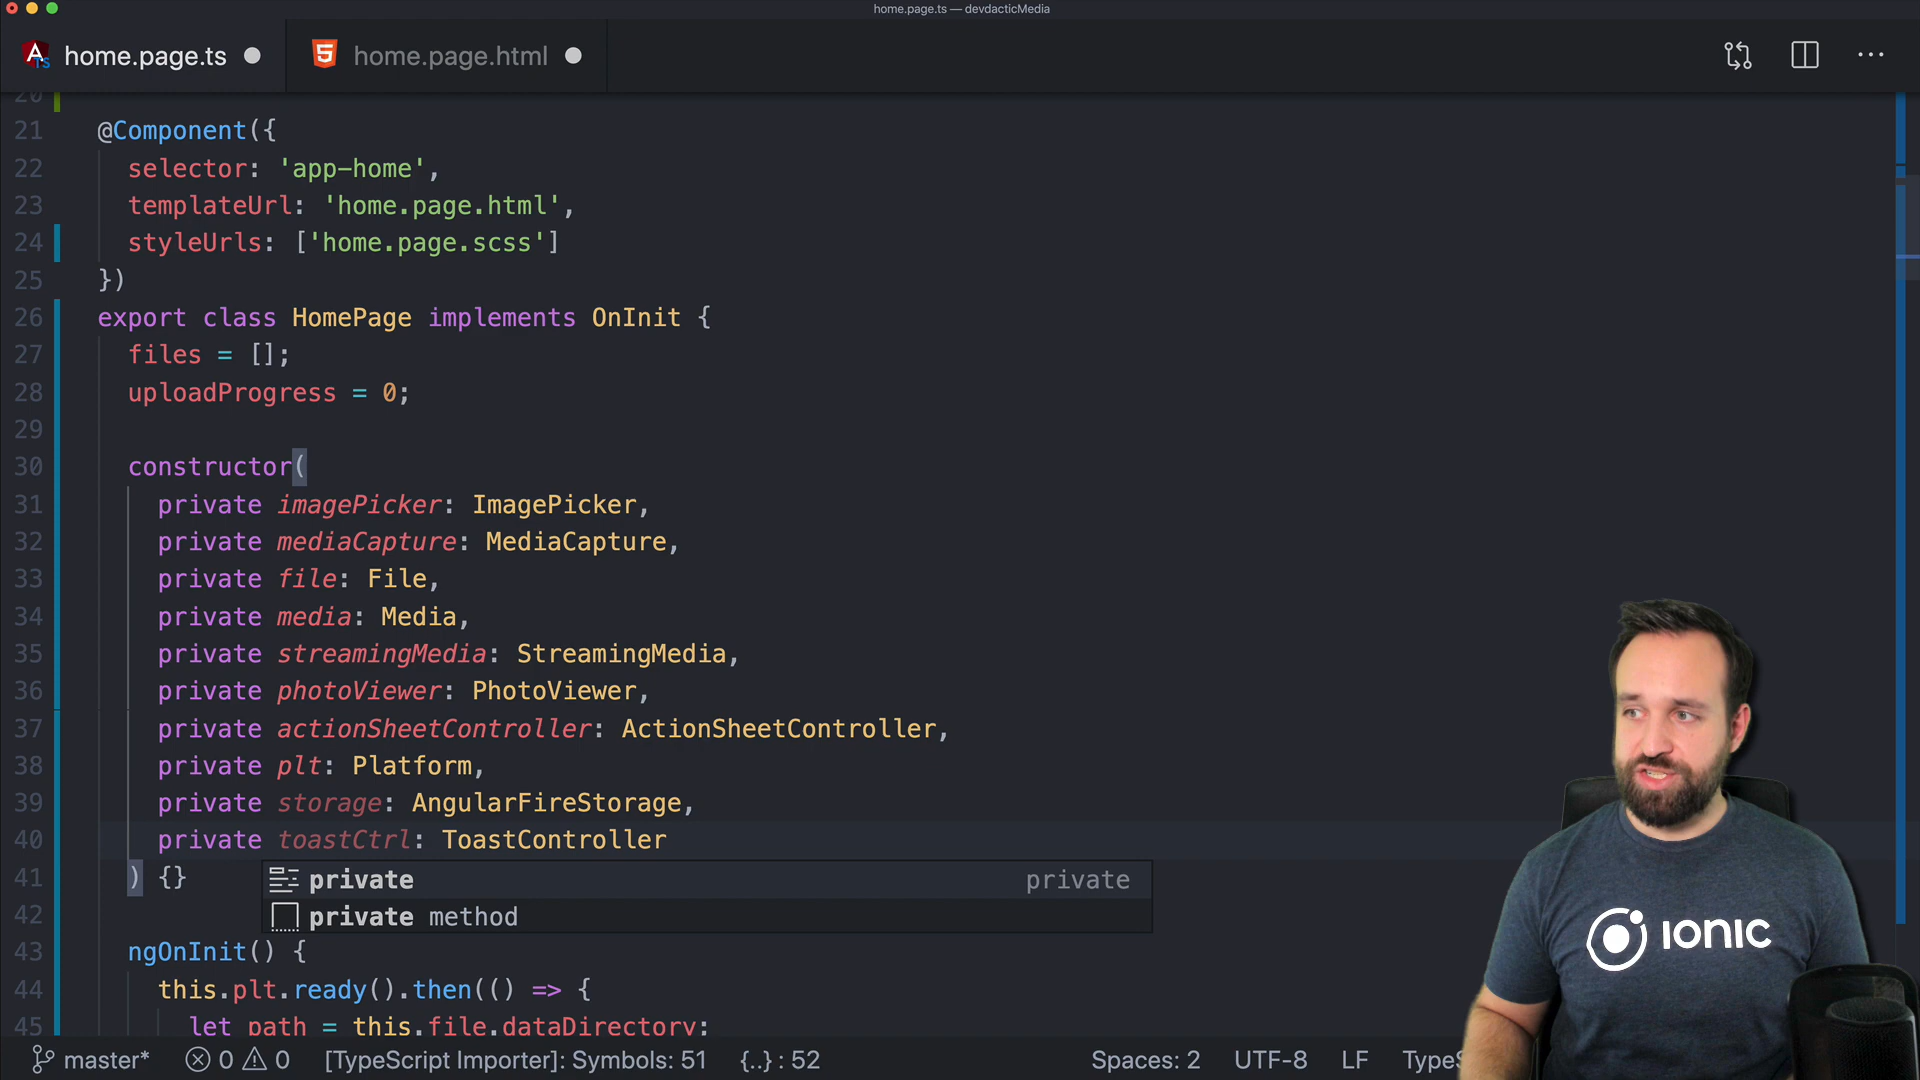 home.page.ts — devdacticMedia
home.page.ts
home.page.html
20
21 @Component({
22 selector: 'app-home',
23 templateUrl: 'home.page.html',
24 styleUrls: ['home.page.scss']
25 })
26 export class HomePage implements OnInit {
27 files = [];
28 uploadProgress = 0;
29
30 constructor(
31 private imagePicker: ImagePicker,
32 private mediaCapture: MediaCapture,
33 private file: File,
34 private media: Media,
35 private streamingMedia: StreamingMedia,
36 private photoViewer: PhotoViewer,
37 private actionSheetController: ActionSheetController,
38 private plt: Platform,
39 private storage: AngularFireStorage,
40 private toastCtrl: ToastController
41 ) {}
private private
42
private method
43 ngOnInit() {
44 this.plt.ready().then(() => {
45 let path = this.file.dataDirectory;
master* 0 0 [TypeScript Importer]: Symbols: 51 {..} : 52 Spaces: 2 UTF-8 LF TypeS
IONIC